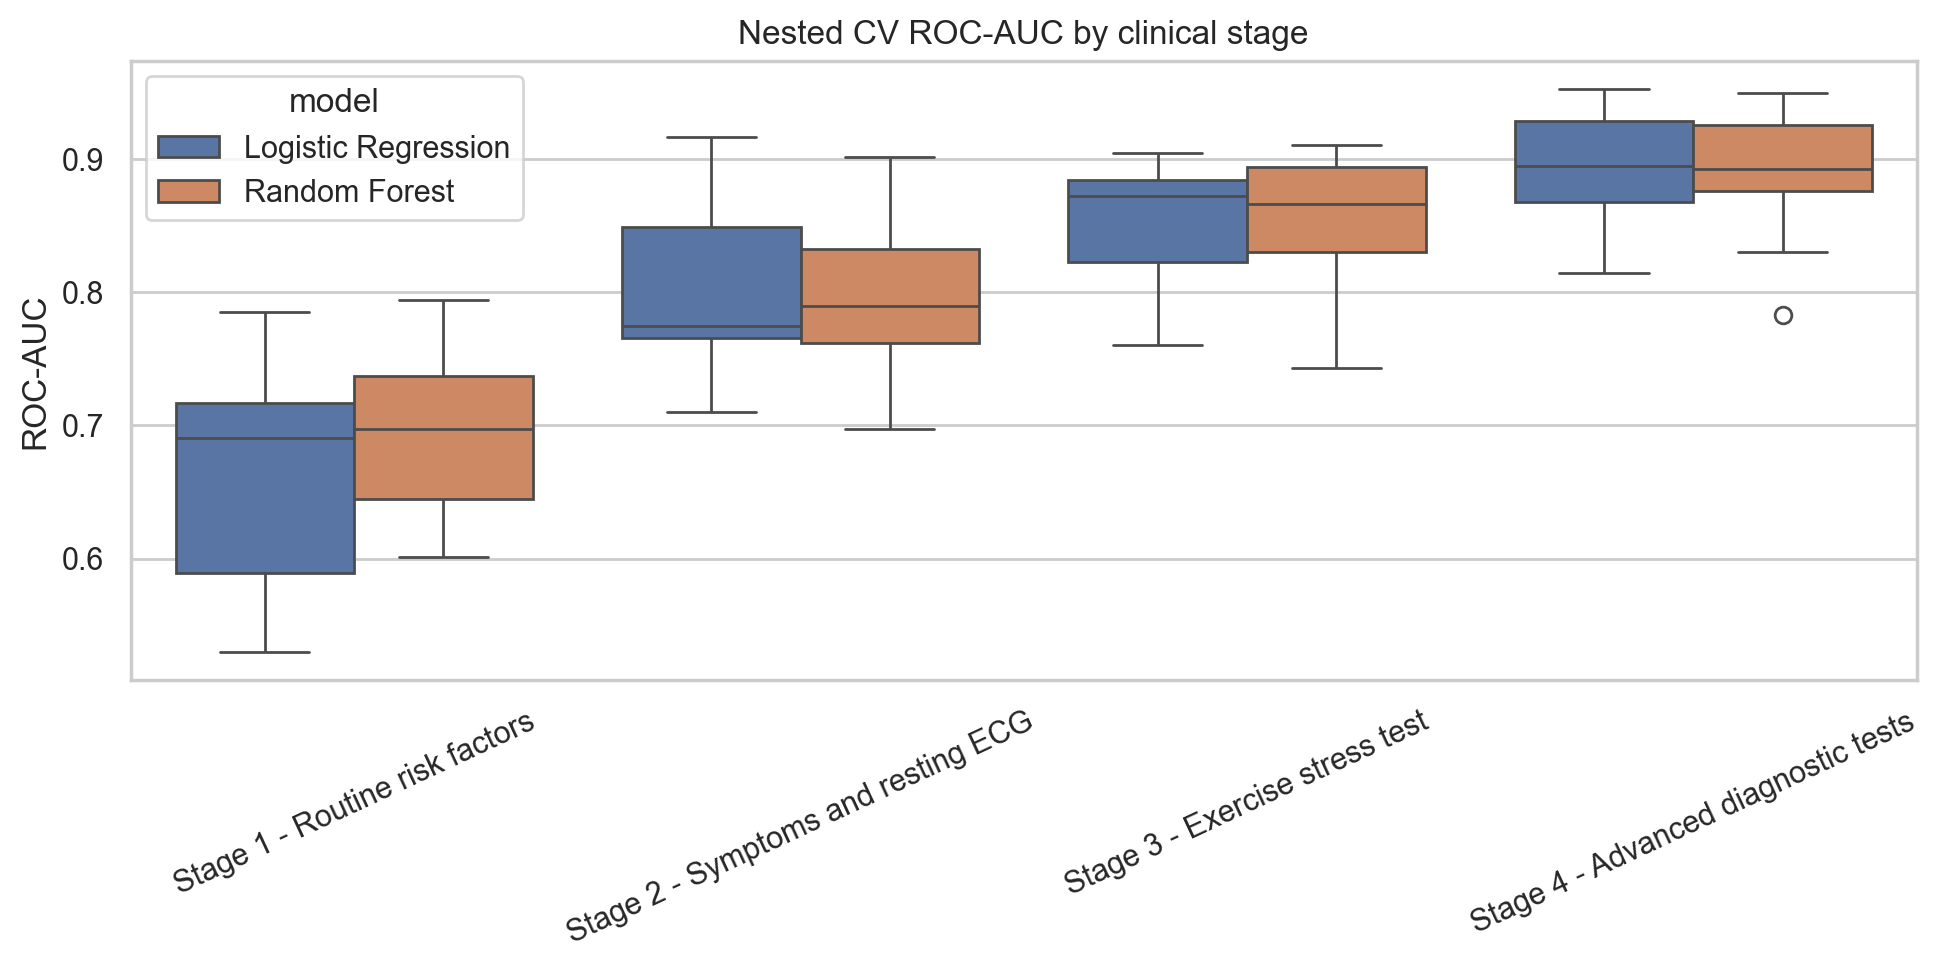 Nested CV ROC-AUC by clinical stage
model
Logistic Regression
Random Forest
ROC-AUC
0.9
0.8
0.7
0.6
Stage 1 - Routine risk factors
Stage 2 - Symptoms and resting ECG
Stage 3 - Exercise stress test
Stage 4 - Advanced diagnostic tests